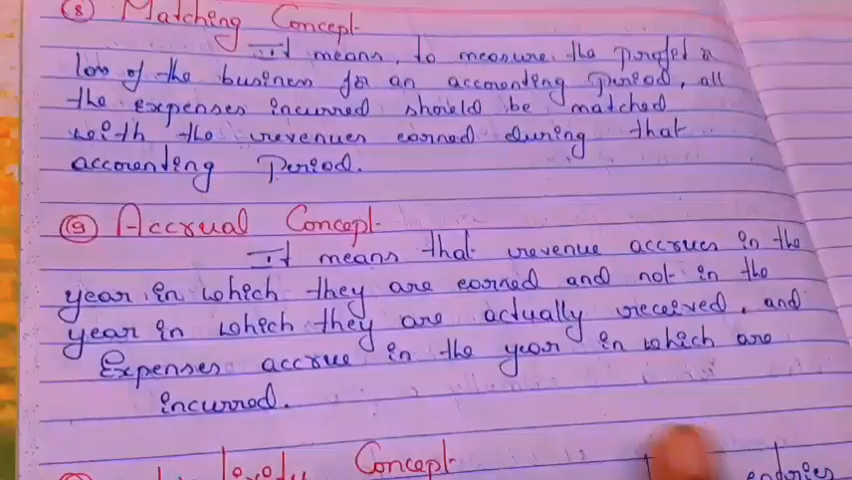 (8) Matching Concept
It means, to measure the profet &
loss of the business for an accounting Period, all
the expenses incurred should be matched
with the revenues earned during that
accounting Period.
(9) Accrual Concept
It means that revenue accrues in the
year in which they are earned and not in the
year in which they are actually received, and
Expenses accrue in the year in which are
incurred.
Concept
entries